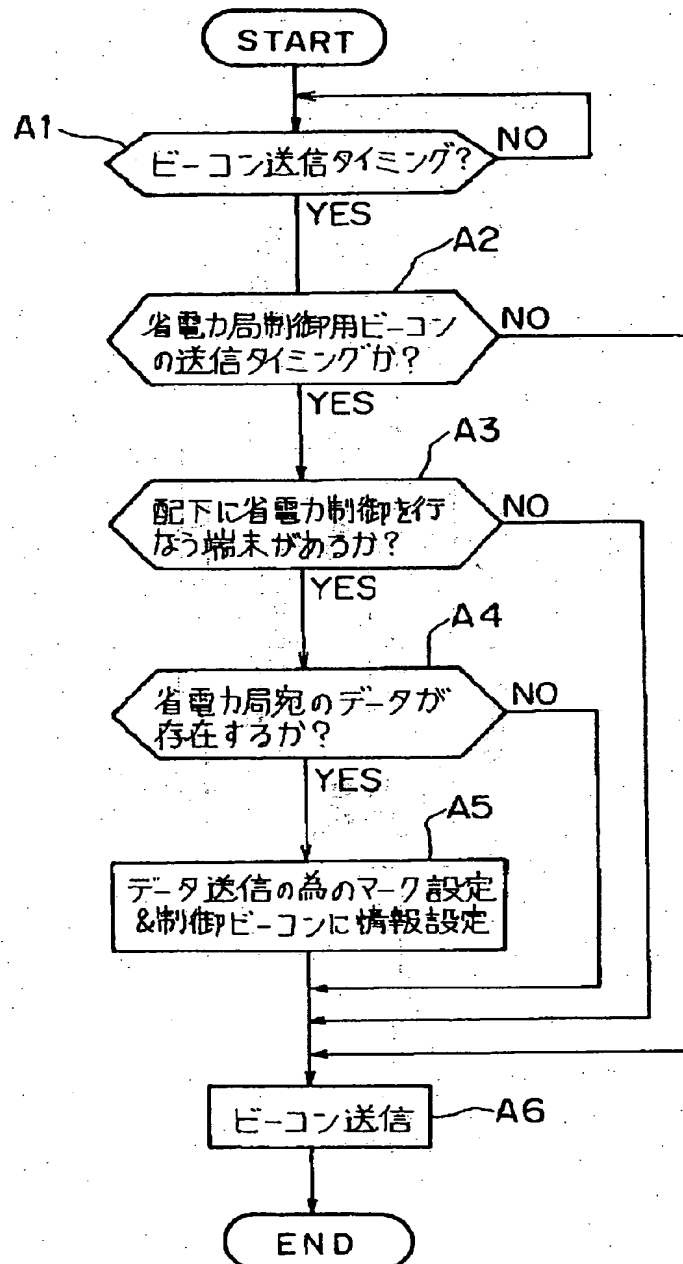 START
A1
ビーコン送信タイミング?
NO
YES
A2
省電力局制御用ビーコン
の送信タイミングか?
NO
YES
A3
配下に省電力制御を行
なう端末があるか?
NO
YES
A4
省電力局宛のデータが
存在するか?
NO
YES
A5
データ送信の為のマーク設定
&制御ビーコンに情報設定
ビーコン送信
A6
END